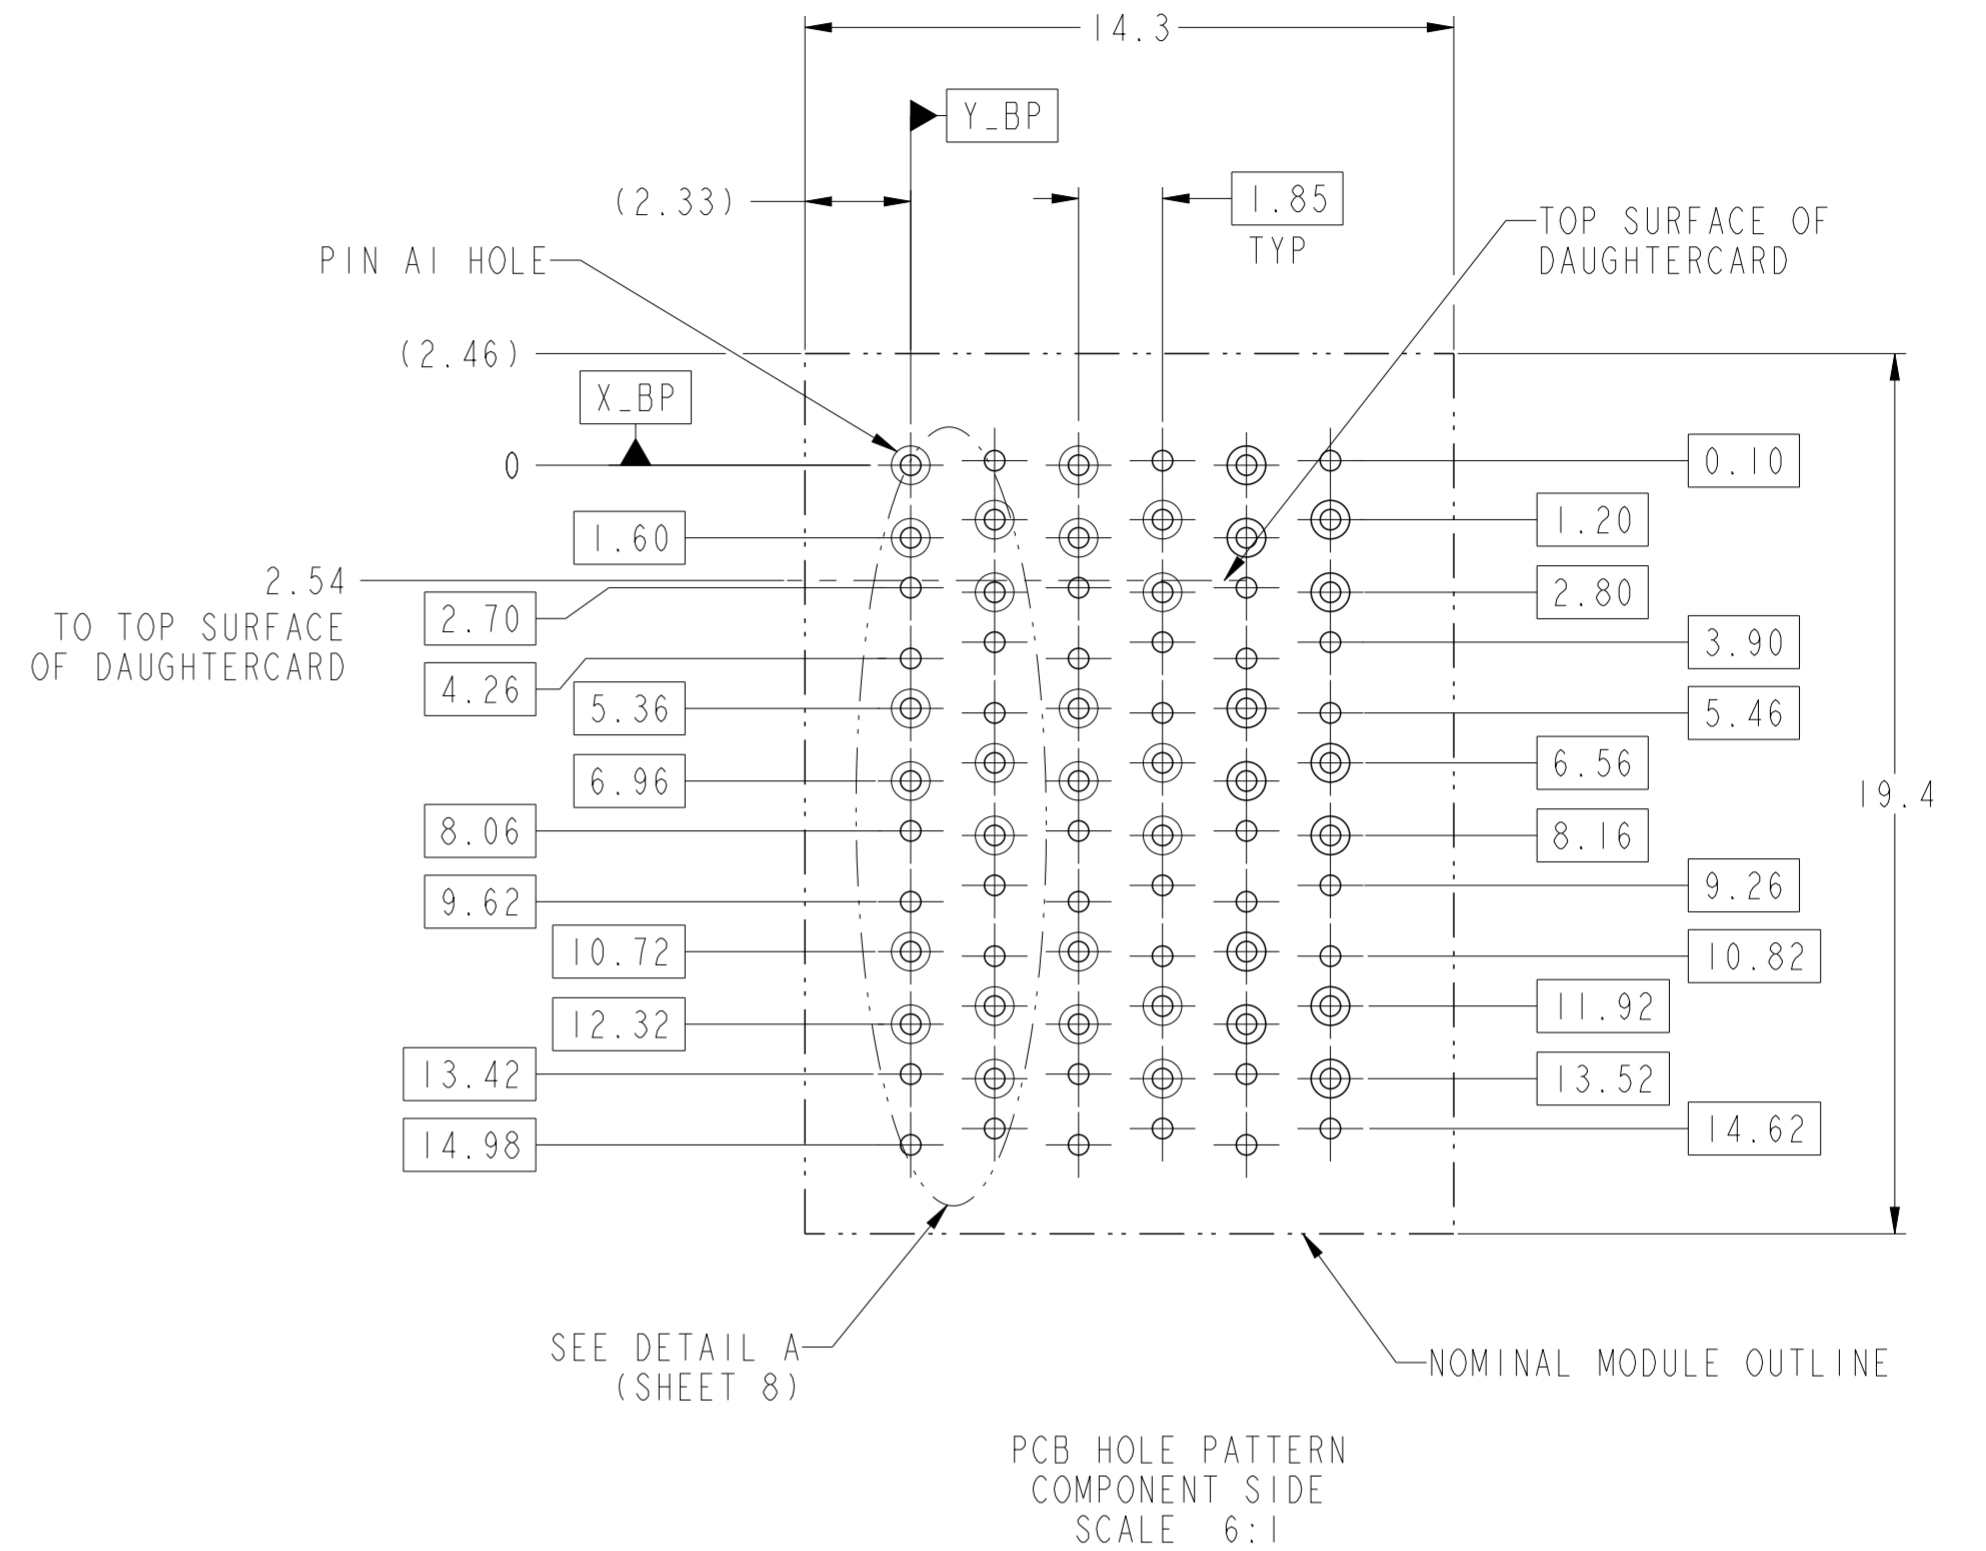 14.3
Y_BP
(2.33)
1.85
TYP
TOP SURFACE OF
DAUGHTERCARD
PIN A1 HOLE
(2.46)
X_BP
0
0.10
1.60
1.20
2.54
TO TOP SURFACE
OF DAUGHTERCARD
2.70
2.80
3.90
4.26
5.36
5.46
6.96
6.56
19.4
8.06
8.16
9.62
9.26
10.72
10.82
12.32
11.92
13.42
13.52
14.98
14.62
SEE DETAIL A
(SHEET 8)
NOMINAL MODULE OUTLINE
PCB HOLE PATTERN
COMPONENT SIDE
SCALE 6:1